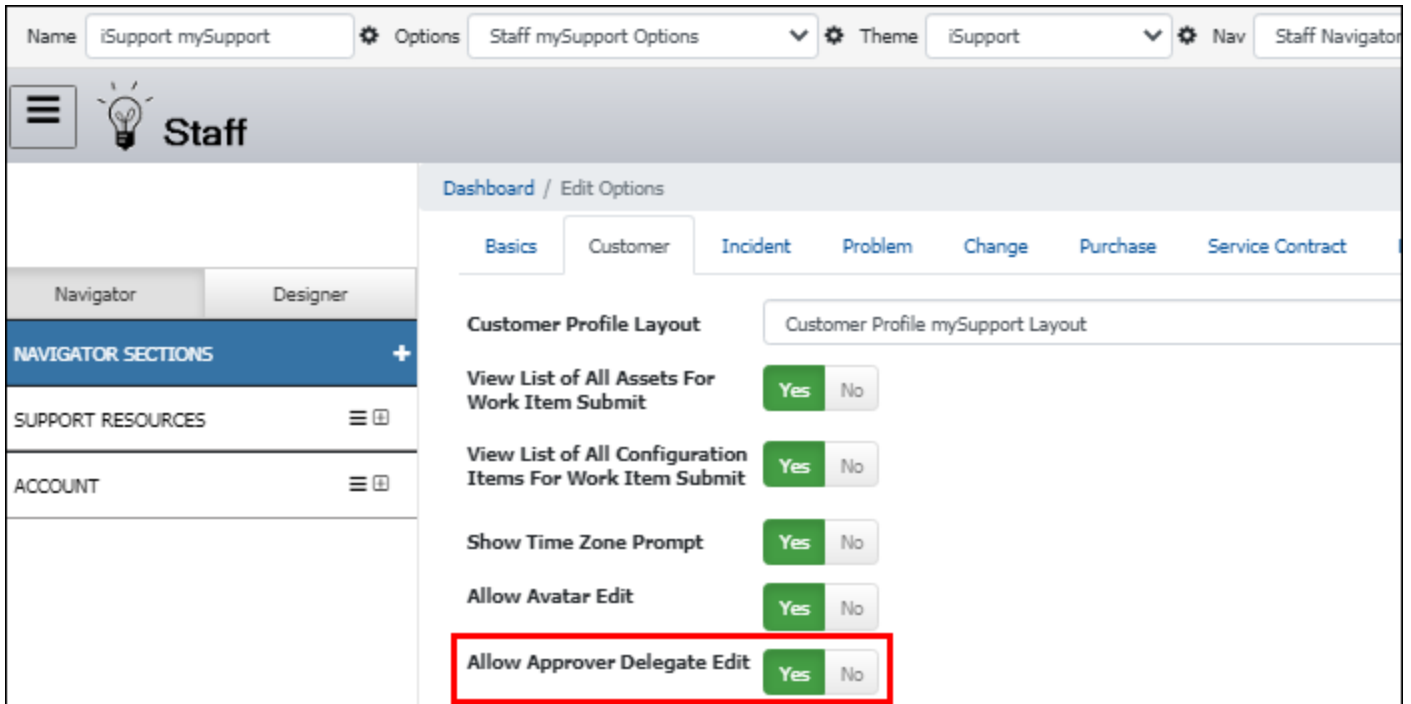 Name iSupport mySupport Options Staff mySupport Options Theme iSupport Nav Staff Navigator
Staff
Dashboard / Edit Options
Basics Customer Incident Problem Change Purchase Service Contract
Navigator Designer
NAVIGATOR SECTIONS
SUPPORT RESOURCES
ACCOUNT
Customer Profile Layout Customer Profile mySupport Layout
View List of All Assets For
Work Item Submit
Yes No
View List of All Configuration
Items For Work Item Submit
Yes No
Show Time Zone Prompt Yes No
Allow Avatar Edit Yes No
Allow Approver Delegate Edit Yes No